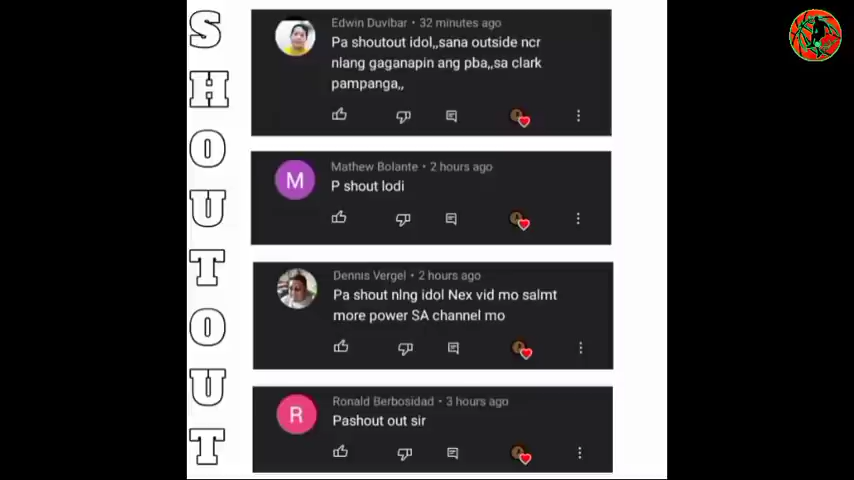 SHOUTOUT
Edwin Duvibar • 32 minutes ago
Pa shoutout idol,,sana outside ncr
nlang gaganapin ang pba,,sa clark
pampanga,,
M
Mathew Bolante • 2 hours ago
P shout lodi
Dennis Vergel • 2 hours ago
Pa shout nlng idol Nex vid mo salmt
more power SA channel mo
R
Ronald Berbosidad • 3 hours ago
Pashout out sir